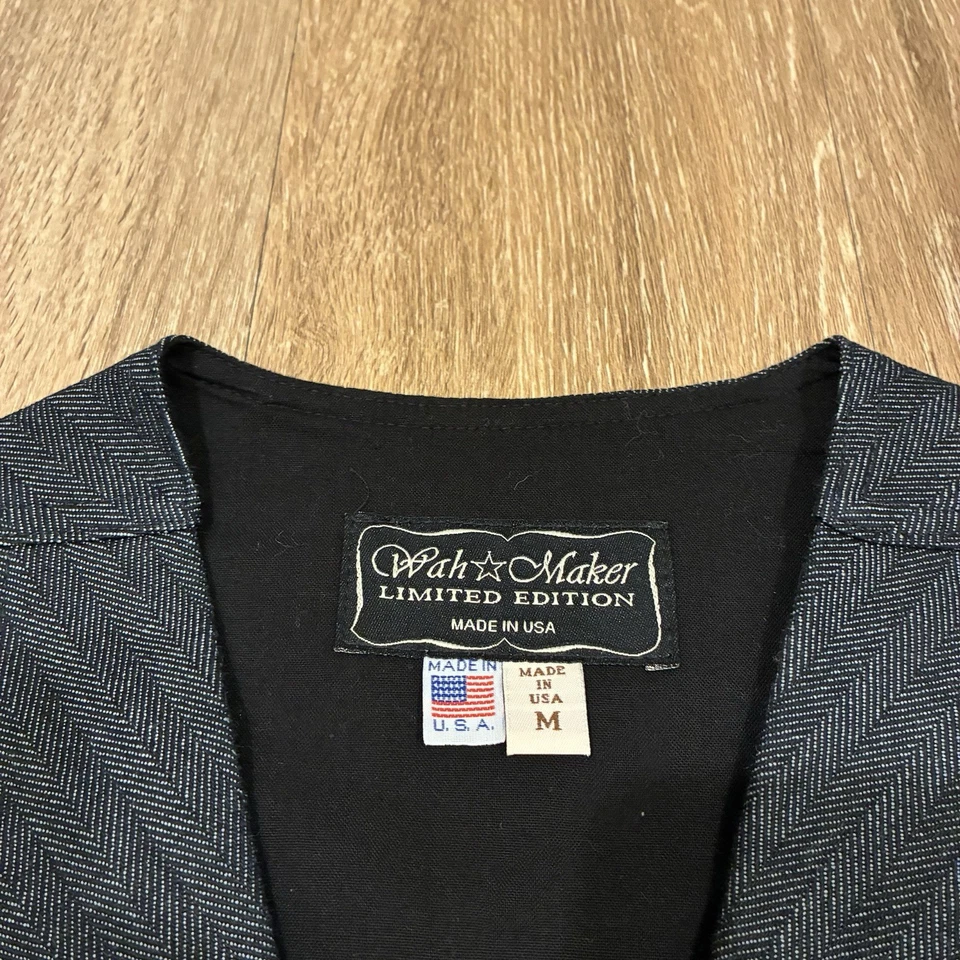 Wah☆Maker
LIMITED EDITION
MADE IN USA
MADE IN
U.S.A.
MADE
IN
USA
M